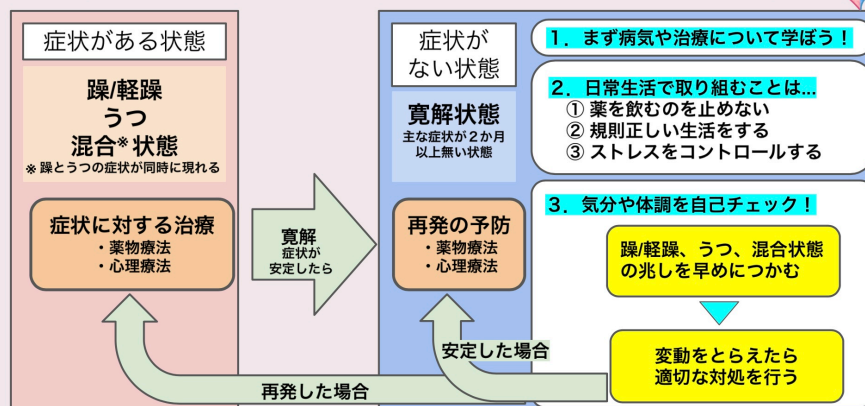 症状がある状態
躁/軽躁
うつ
混合※状態
※ 躁とうつの症状が同時に現れる
症状に対する治療
・薬物療法
・心理療法
寛解
症状が
安定したら
症状が
ない状態
寛解状態
主な症状が２か月
以上無い状態
再発の予防
・薬物療法
・心理療法
1．まず病気や治療について学ぼう！
2．日常生活で取り組むことは...
① 薬を飲むのを止めない
② 規則正しい生活をする
③ ストレスをコントロールする
3．気分や体調を自己チェック！
躁/軽躁、うつ、混合状態
の兆しを早めにつかむ
変動をとらえたら
適切な対処を行う
安定した場合
再発した場合